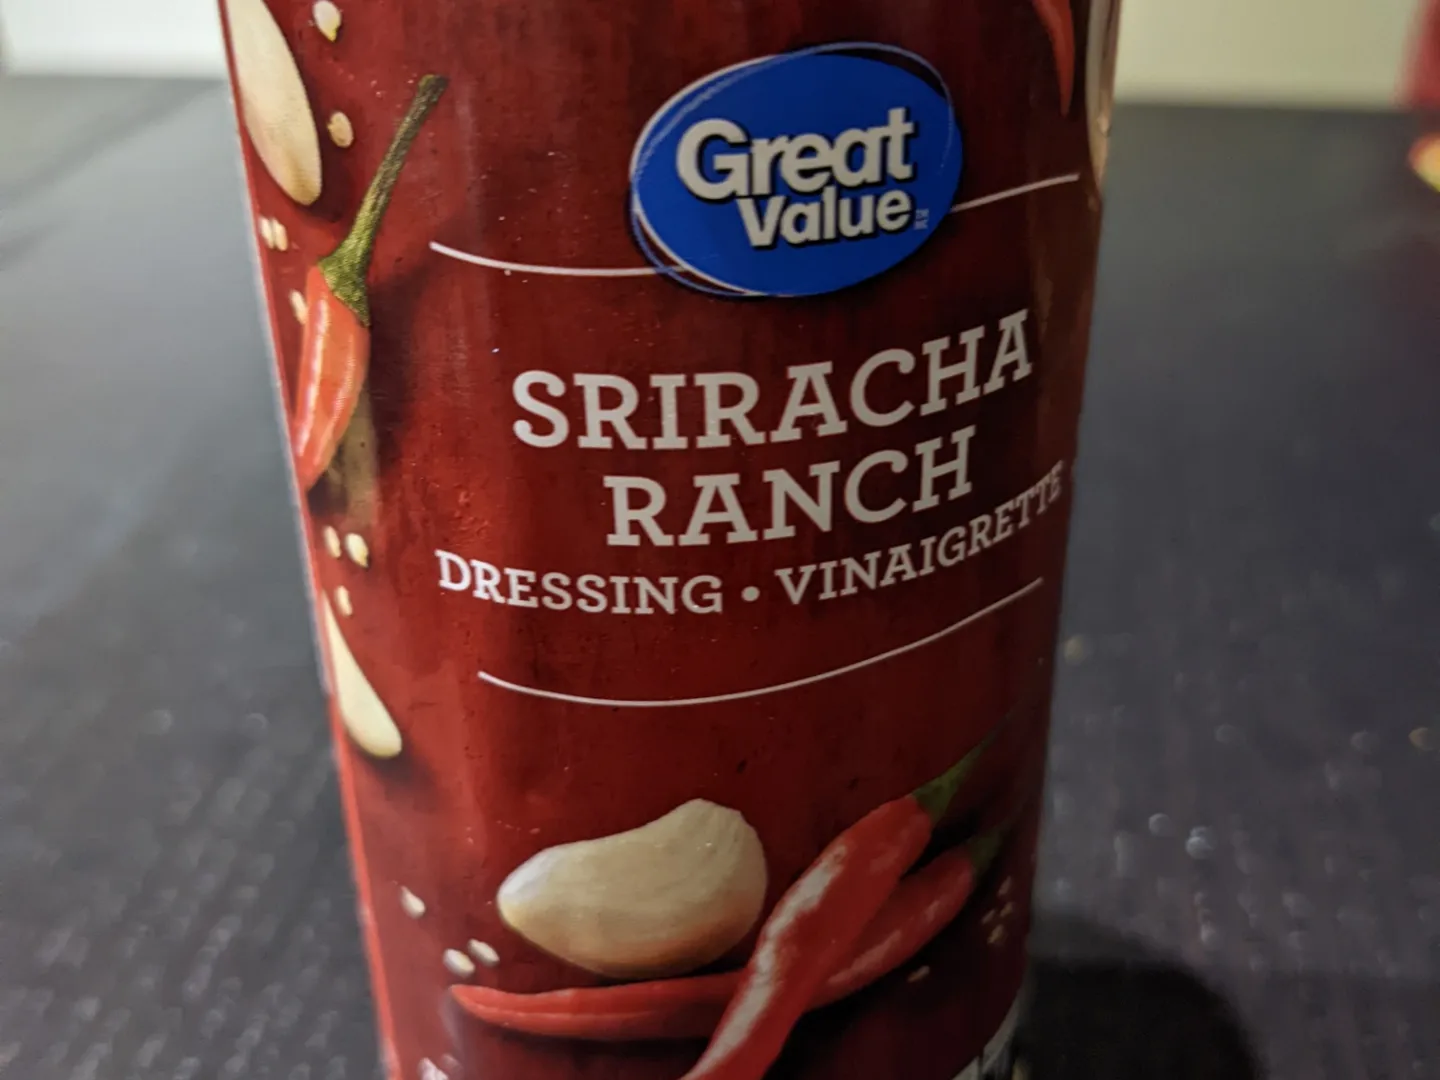 Great
Value
SRIRACHA
RANCH
DRESSING • VINAIGRETTE